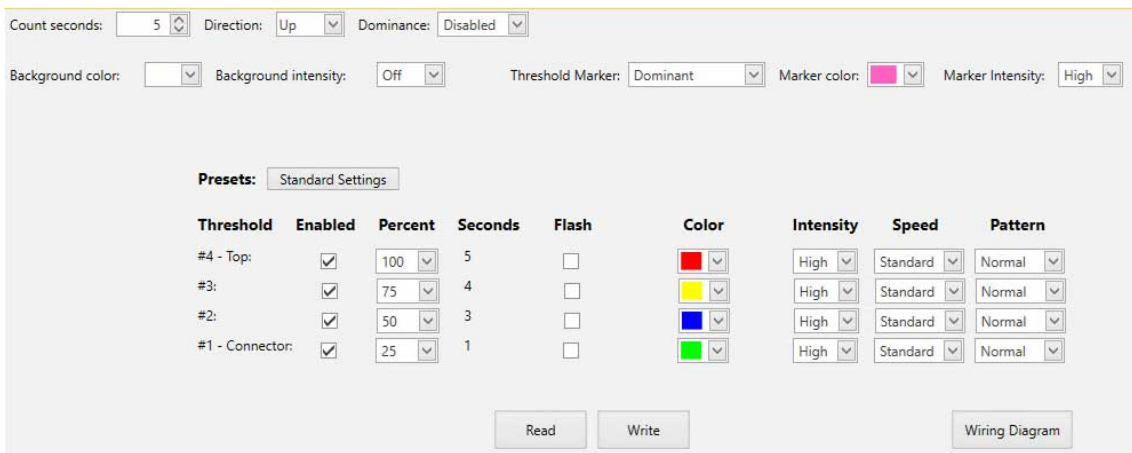 Count seconds: 5 Direction: Up Dominance: Disabled
Background color: Background intensity: Off Threshold Marker: Dominant Marker color: Marker Intensity: High
Presets: Standard Settings
Threshold Enabled Percent Seconds Flash Color Intensity Speed Pattern
#4 - Top: 100 5 High Standard Normal
#3: 75 4 High Standard Normal
#2: 50 3 High Standard Normal
#1 - Connector: 25 1 High Standard Normal
Read Write Wiring Diagram